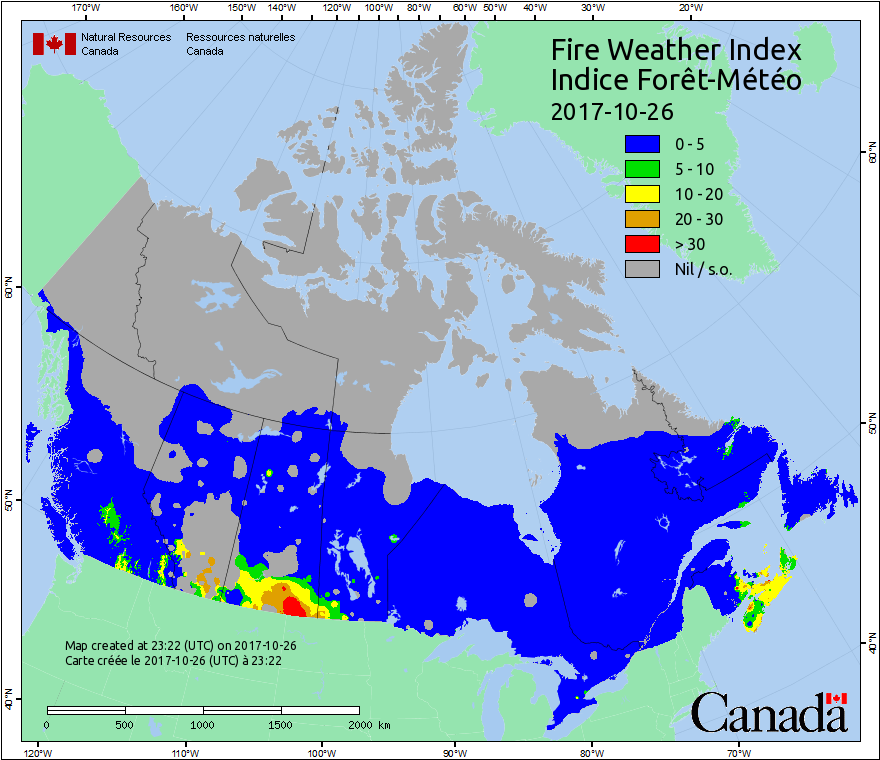 170°W 160°W 150°W 140°W 130°W 120°W 110°W 100°W 90°W 80°W 60°W 50°W 40°W 30°W 20°W
Natural Resources Ressources naturelles
Canada Canada
Fire Weather Index
Indice Forêt-Météo
2017-10-26
0 - 5
5 - 10
10 - 20
20 - 30
> 30
Nil / s.o.
60°N
60°N
50°N
50°N
40°N
40°N
Map created at 23:22 (UTC) on 2017-10-26
Carte créée le 2017-10-26 (UTC) à 23:22
0 500 1000 1500 2000 km
Canada
120°W 110°W 100°W 90°W 80°W 70°W